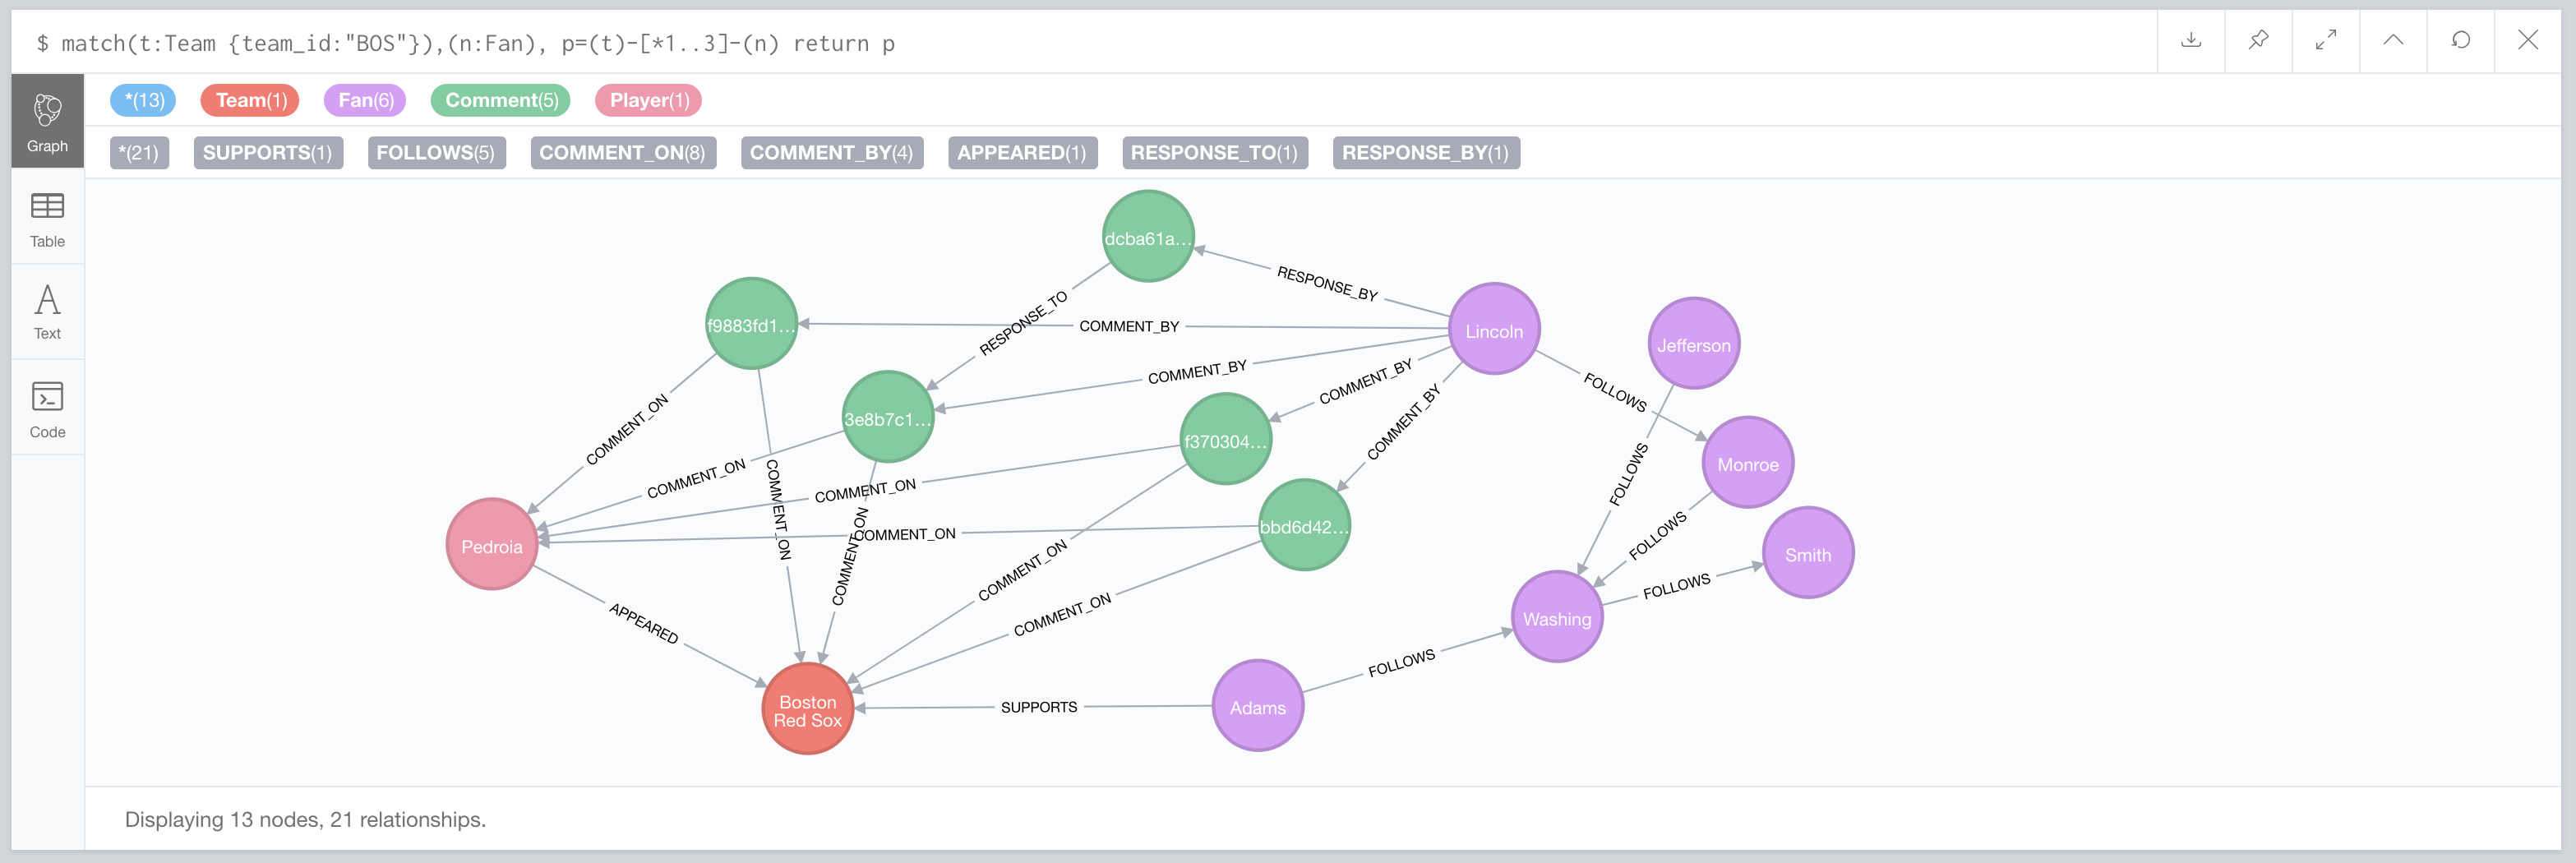 $ match(t:Team {team_id:"BOS"}),(n:Fan), p=(t)-[*1..3]-(n) return p
Graph
*(13) Team(1) Fan(6) Comment(5) Player(1)
*(21) SUPPORTS(1) FOLLOWS(5) COMMENT_ON(8) COMMENT_BY(4) APPEARED(1) RESPONSE_TO(1) RESPONSE_BY(1)
Table
Text
Code
dcba61a...
RESPONSE_BY
RESPONSE_TO
f9883fd1...
COMMENT_BY
Lincoln
Jefferson
COMMENT_BY
COMMENT_BY
FOLLOWS
3e8b7c1...
COMMENT_BY
COMMENT_ON
f370304...
FOLLOWS
Monroe
COMMENT_ON
COMMENT_ON
COMMENT_ON
bbd6d42...
COMMENT_ON
COMMENT_ON
Pedroia
FOLLOWS
Smith
COMMENT_ON
FOLLOWS
COMMENT_ON
APPEARED
Washing
FOLLOWS
Boston
Red Sox
SUPPORTS
Adams
Displaying 13 nodes, 21 relationships.